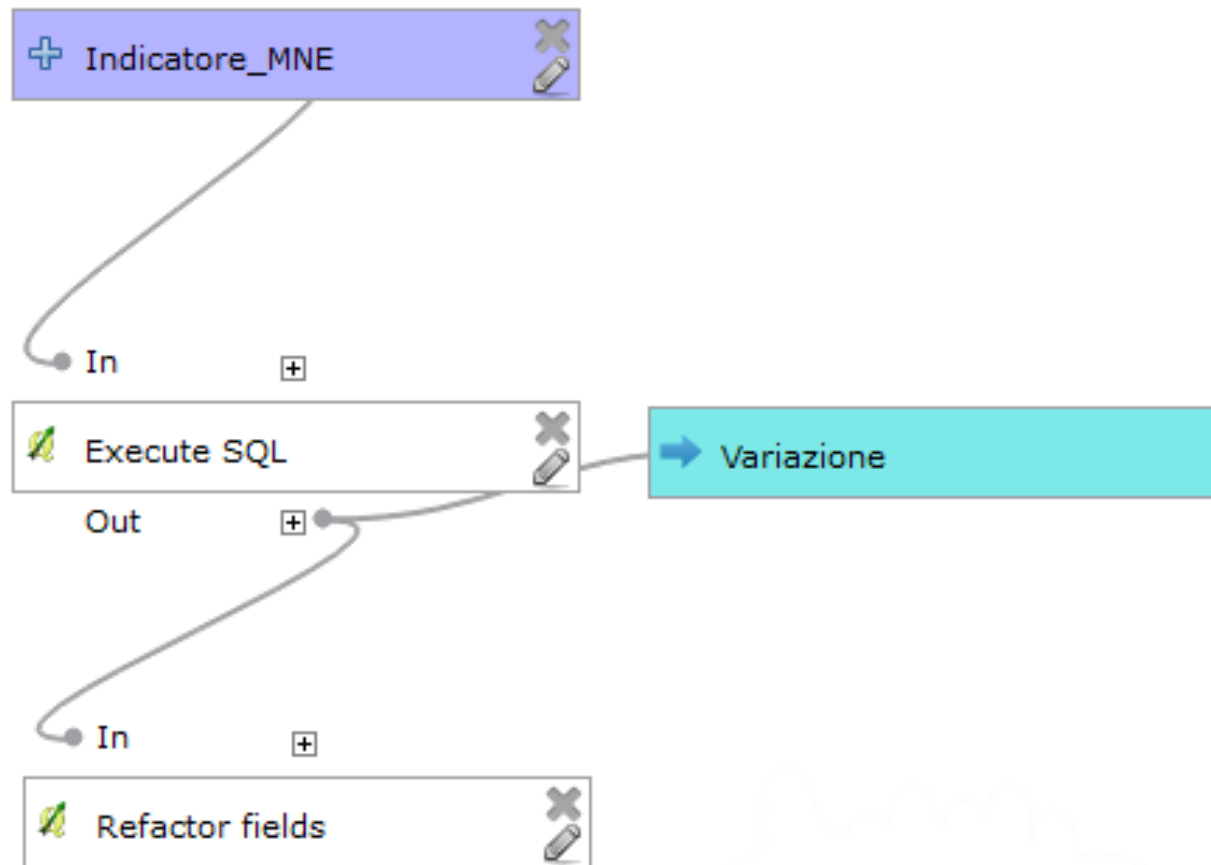 Indicatore_MNE
In
Execute SQL
Variazione
Out
In
Refactor fields